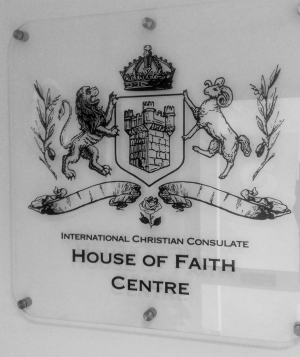 INTERNATIONAL CHRISTIAN CONSULATE
HOUSE OF FAITH
CENTRE